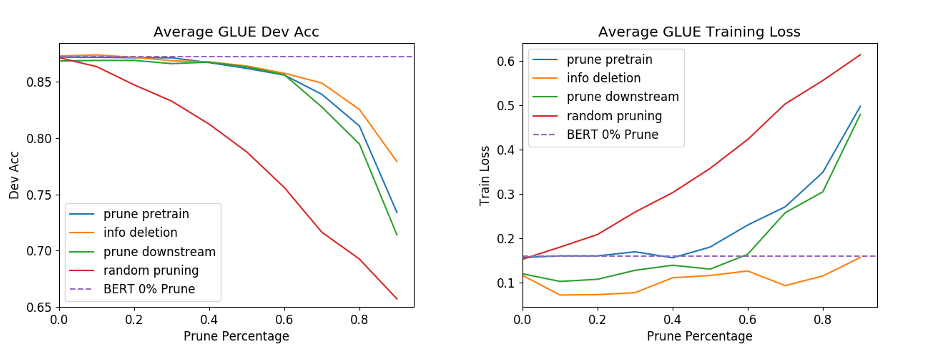 Average GLUE Dev Acc
Dev Acc
0.85
0.80
0.75
0.70
0.65
0.0 0.2 0.4 0.6 0.8
Prune Percentage
prune pretrain
info deletion
prune downstream
random pruning
BERT 0% Prune
Average GLUE Training Loss
Train Loss
0.6
0.5
0.4
0.3
0.2
0.1
0.0 0.2 0.4 0.6 0.8
Prune Percentage
prune pretrain
info deletion
prune downstream
random pruning
BERT 0% Prune